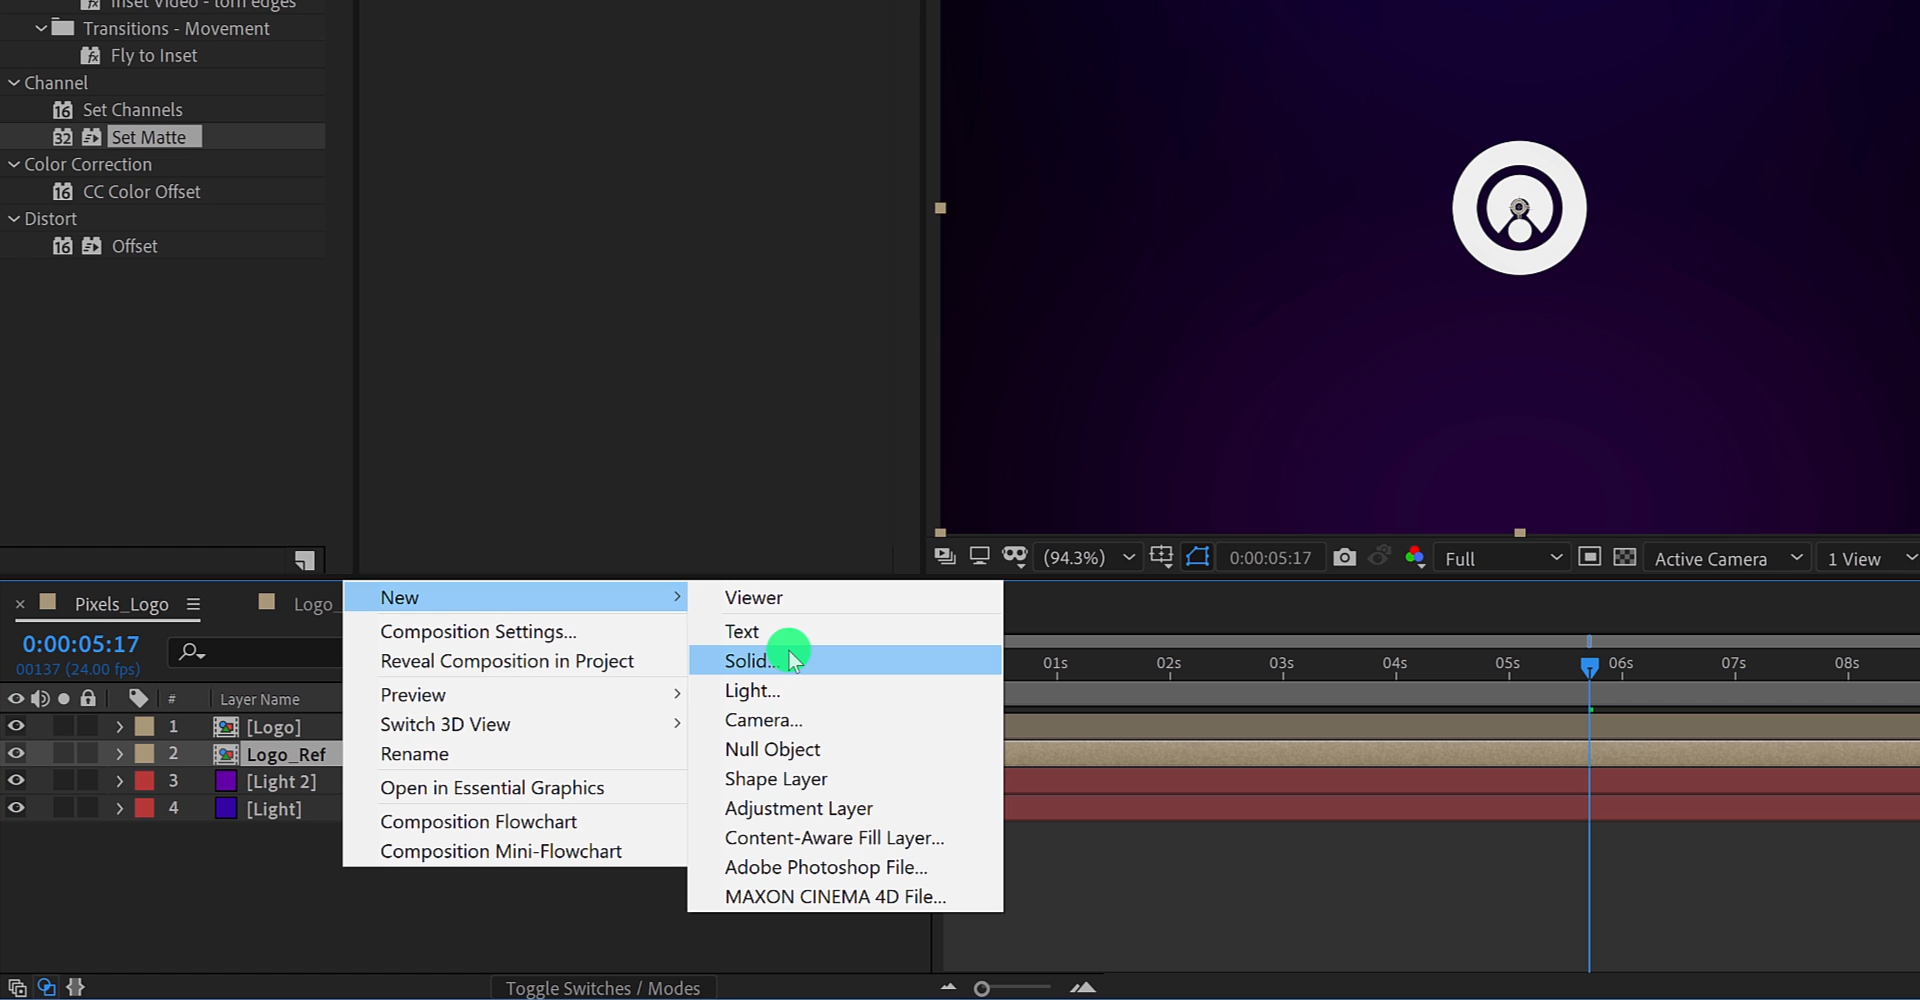 Inset Video - torn edges
Transitions - Movement
Fly to Inset
Channel
16 Set Channels
32 Set Matte
Color Correction
16 CC Color Offset
Distort
16 Offset
(94.3%)
0:00:05:17
Full
Active Camera
1 View
Pixels_Logo
Logo_
0:00:05:17
00137 (24.00 fps)
# Layer Name
1 [Logo]
2 Logo_Ref
3 [Light 2]
4 [Light]
New
Composition Settings...
Reveal Composition in Project
Preview
Switch 3D View
Rename
Open in Essential Graphics
Composition Flowchart
Composition Mini-Flowchart
Viewer
Text
Solid...
Light...
Camera...
Null Object
Shape Layer
Adjustment Layer
Content-Aware Fill Layer...
Adobe Photoshop File...
MAXON CINEMA 4D File...
01s 02s 03s 04s 05s 06s 07s 08s
Toggle Switches / Modes